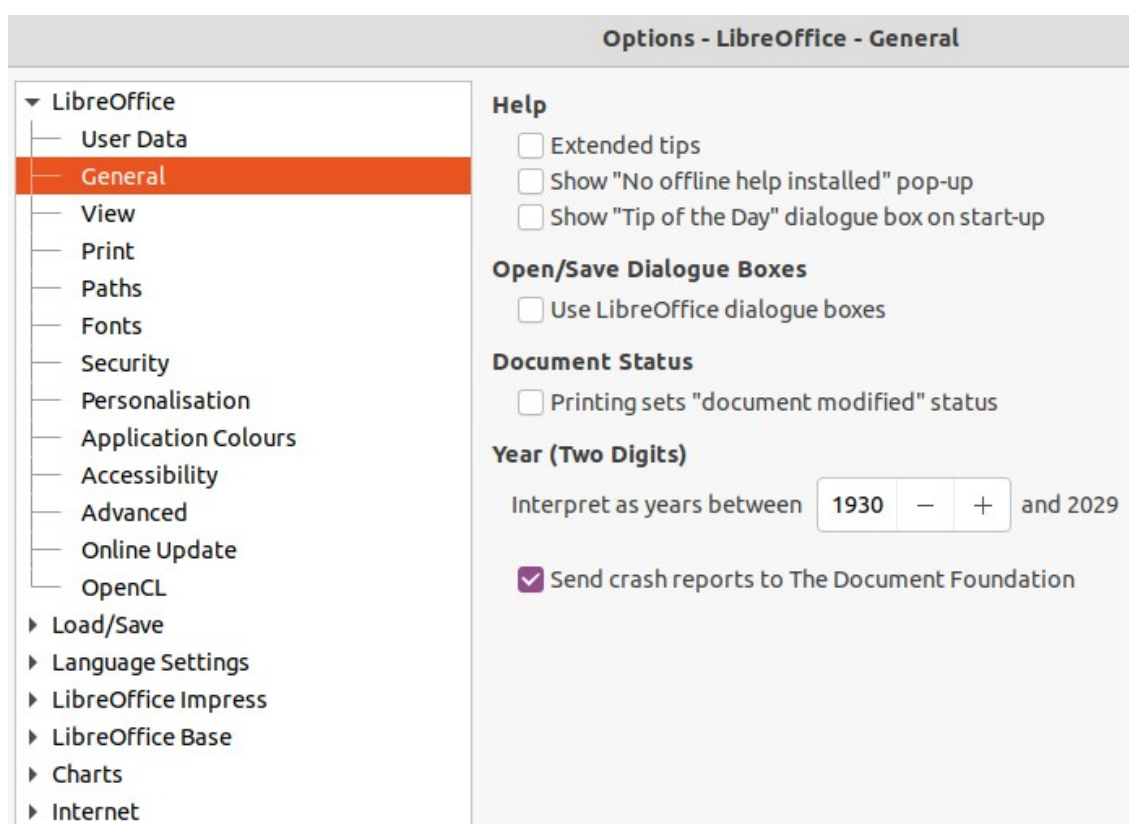 Options - LibreOffice - General
LibreOffice
User Data
General
View
Print
Paths
Fonts
Security
Personalisation
Application Colours
Accessibility
Advanced
Online Update
OpenCL
Load/Save
Language Settings
LibreOffice Impress
LibreOffice Base
Charts
Internet
Help
Extended tips
Show "No offline help installed" pop-up
Show "Tip of the Day" dialogue box on start-up
Open/Save Dialogue Boxes
Use LibreOffice dialogue boxes
Document Status
Printing sets "document modified" status
Year (Two Digits)
Interpret as years between 1930 − + and 2029
Send crash reports to The Document Foundation